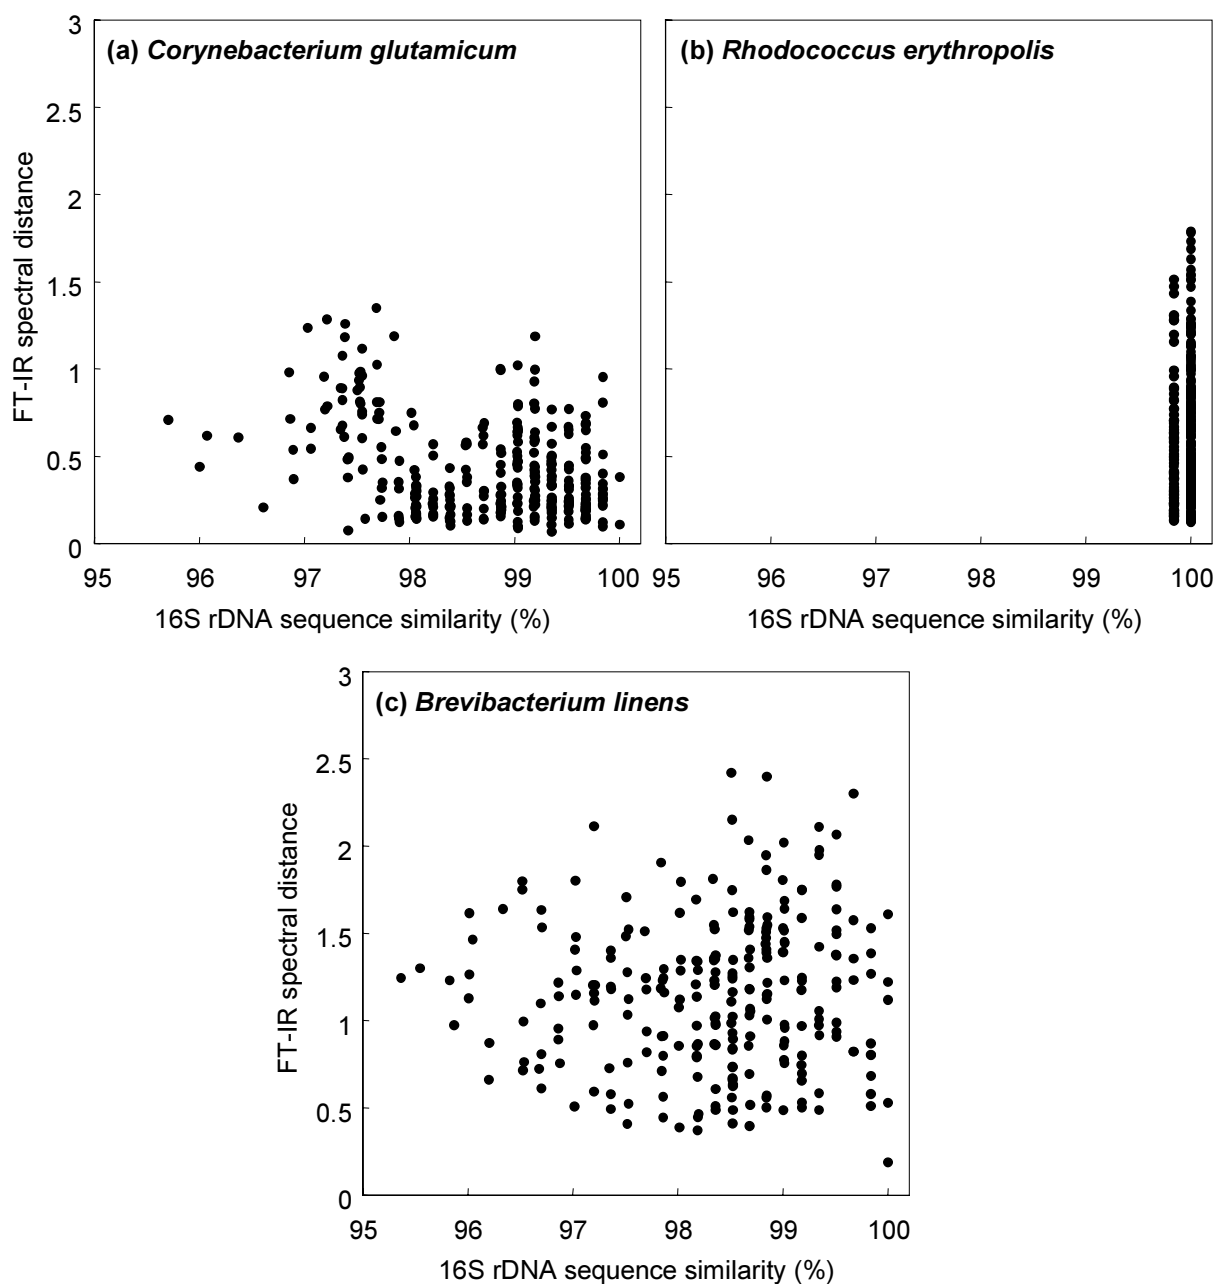 (a) Corynebacterium glutamicum
3
2.5
2
1.5
1
0.5
0
FT-IR spectral distance
95 96 97 98 99 100
16S rDNA sequence similarity (%)
(b) Rhodococcus erythropolis
95 96 97 98 99 100
16S rDNA sequence similarity (%)
(c) Brevibacterium linens
3
2.5
2
1.5
1
0.5
0
FT-IR spectral distance
95 96 97 98 99 100
16S rDNA sequence similarity (%)